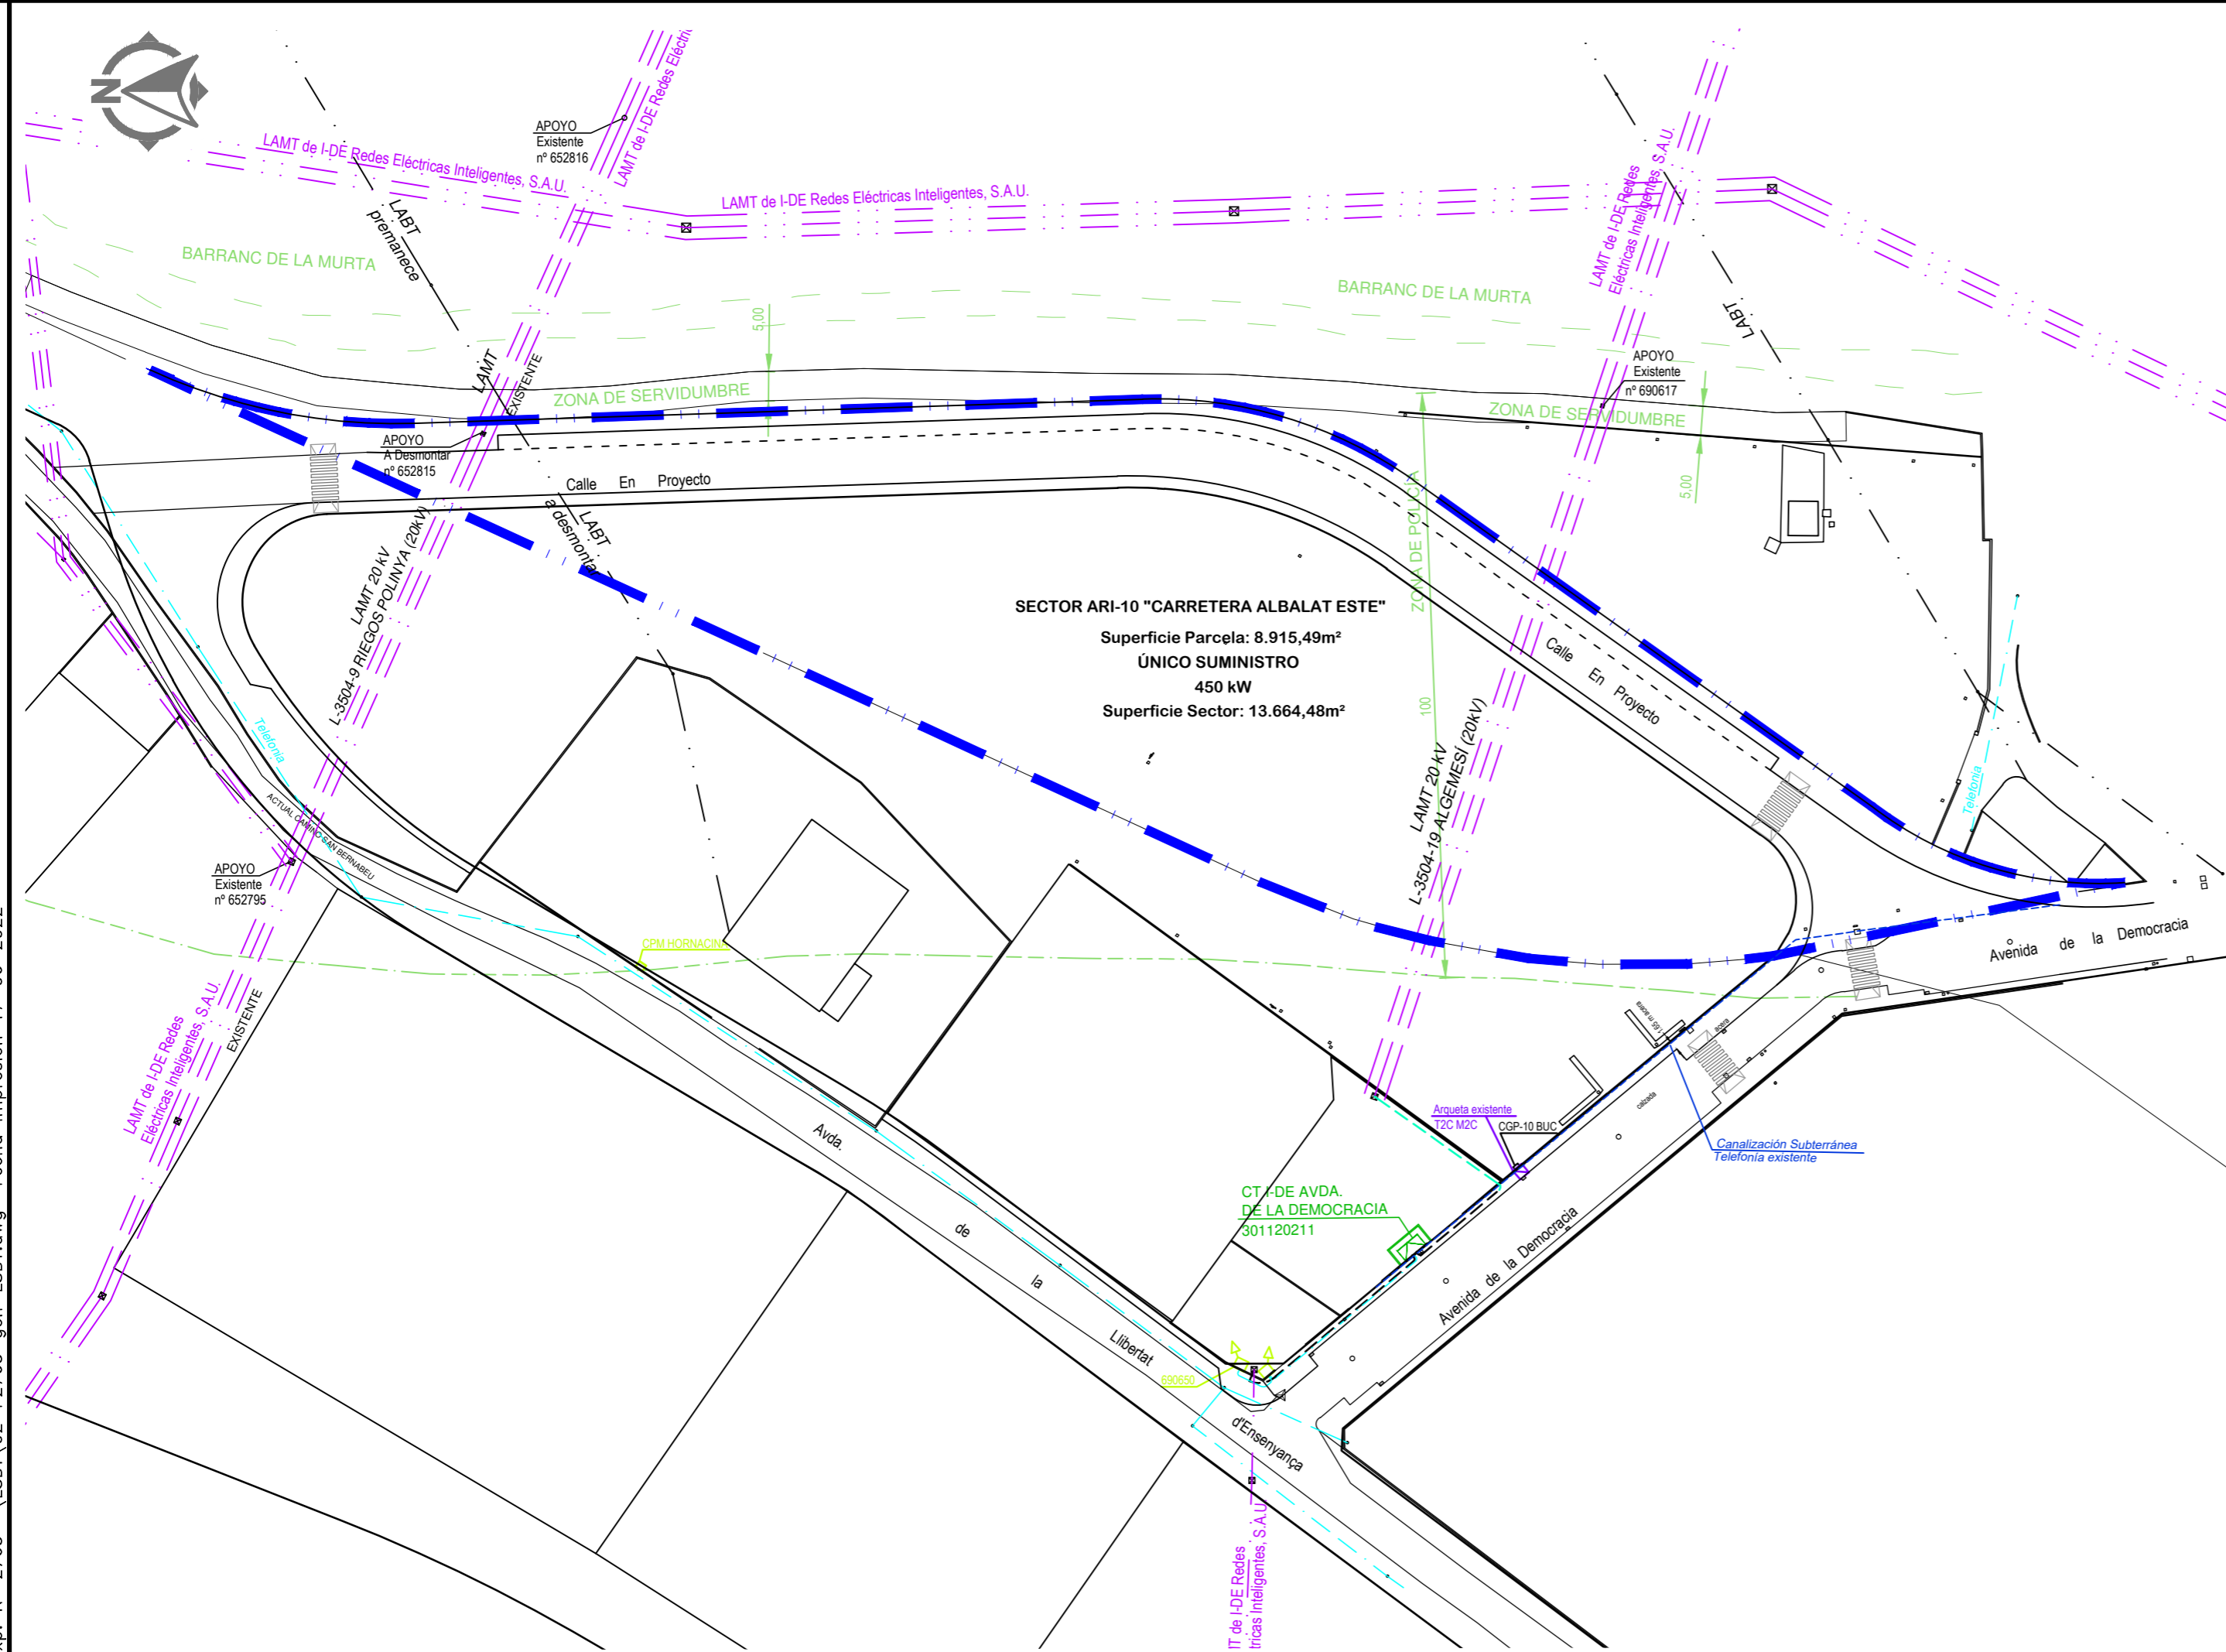 N
LAMT de I-DE Redes Eléctricas Inteligentes, S.A.U.
APOYO
Existente
nº 652816
LAMT de I-DE Redes
LAMT de I-DE Redes Eléctricas Inteligentes, S.A.U.
LAMT de I-DE Redes
Eléctricas Inteligentes, S.A.U.
LABT
premanece
BARRANC DE LA MURTA
BARRANC DE LA MURTA
LABT
5,00
LAMT
EXISTENTE
ZONA DE SERVIDUMBRE
APOYO
Existente
nº 690617
ZONA DE SERVIDUMBRE
5,00
APOYO
A Desmontar
nº 652815
Calle En Proyecto
LABT
a desmontar
LAMT 20 kV
L-3504-9 RIEGOS POLINYA (20kV)
ZONA DE POLICÍA
100
SECTOR ARI-10 "CARRETERA ALBALAT ESTE"
Superficie Parcela: 8.915,49m²
ÚNICO SUMINISTRO
450 kW
Superficie Sector: 13.664,48m²
Calle En Proyecto
LAMT 20 kV
L-3504-19 ALGEMESÍ (20kV)
Telefonia
Telefonia
ACTUAL CAMINO SAN BERNABEU
APOYO
Existente
nº 652795
CPM HORNACINA
Avenida de la Democracia
LAMT de I-DE Redes
Eléctricas Inteligentes, S.A.U.
EXISTENTE
1.65 m acera
acera
calzada
Arqueta existente
T2C M2C
CGP-10 BUC
Canalización Subterránea
Telefonía existente
CT I-DE AVDA.
DE LA DEMOCRACIA
301120211
Avenida de la Democracia
Avda. de la Llibertat d'Ensenyança
690650
de I-DE Redes
Inteligentes, S.A.U.